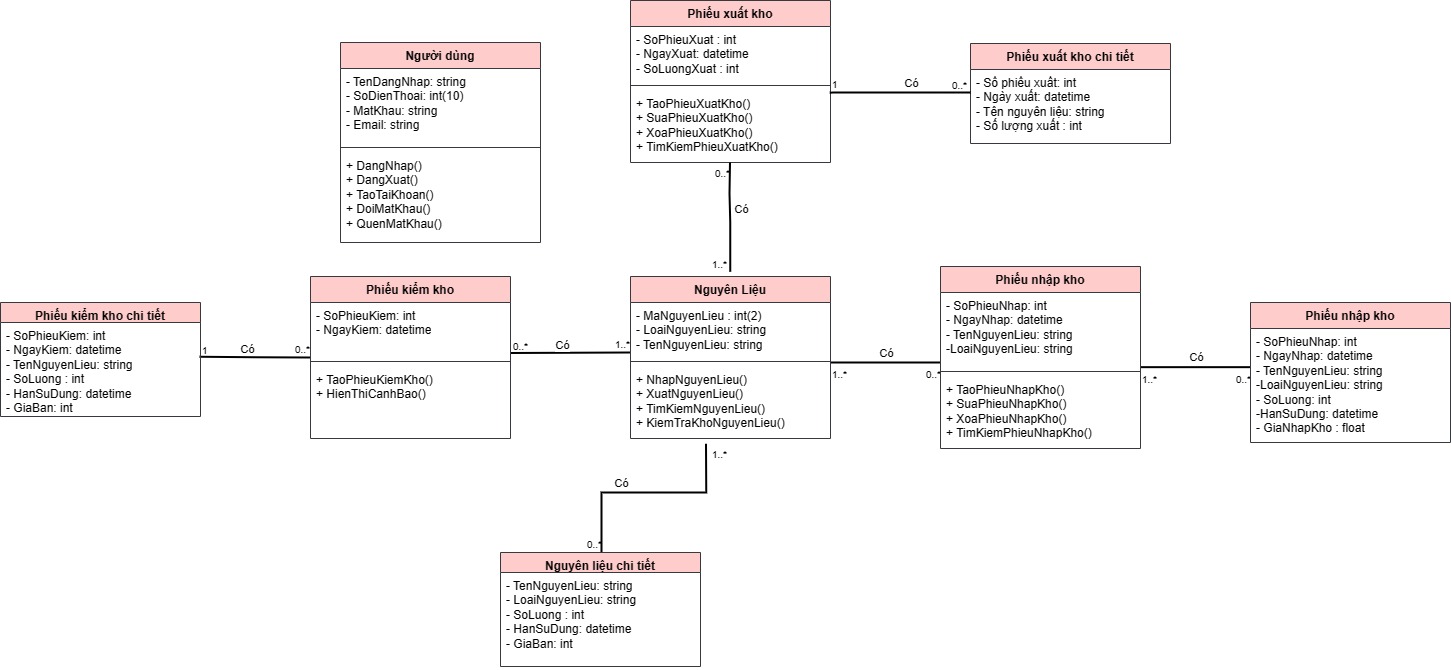 Phiếu xuất kho
- SoPhieuXuat : int
- NgayXuat: datetime
- SoLuongXuat : int
+ TaoPhieuXuatKho()
+ SuaPhieuXuatKho()
+ XoaPhieuXuatKho()
+ TimKiemPhieuXuatKho()
Người dùng
- TenDangNhap: string
- SoDienThoai: int(10)
- MatKhau: string
- Email: string
+ DangNhap()
+ DangXuat()
+ TaoTaiKhoan()
+ DoiMatKhau()
+ QuenMatKhau()
1
Có
0..*
Phiếu xuất kho chi tiết
- Số phiếu xuất: int
- Ngày xuất: datetime
- Tên nguyên liệu: string
- Số lượng xuất : int
0..*
Có
1..*
Phiếu kiểm kho chi tiết
- SoPhieuKiem: int
- NgayKiem: datetime
- TenNguyenLieu: string
- SoLuong : int
- HanSuDung: datetime
- GiaBan: int
1
Có
0..*
Phiếu kiểm kho
- SoPhieuKiem: int
- NgayKiem: datetime
+ TaoPhieuKiemKho()
+ HienThiCanhBao()
0..*
Có
1..*
Nguyên Liệu
- MaNguyenLieu : int(2)
- LoaiNguyenLieu: string
- TenNguyenLieu: string
+ NhapNguyenLieu()
+ XuatNguyenLieu()
+ TimKiemNguyenLieu()
+ KiemTraKhoNguyenLieu()
Có
1..*
0..*
Phiếu nhập kho
- SoPhieuNhap: int
- NgayNhap: datetime
- TenNguyenLieu: string
-LoaiNguyenLieu: string
+ TaoPhieuNhapKho()
+ SuaPhieuNhapKho()
+ XoaPhieuNhapKho()
+ TimKiemPhieuNhapKho()
Có
1..*
0..*
Phiếu nhập kho
- SoPhieuNhap: int
- NgayNhap: datetime
- TenNguyenLieu: string
-LoaiNguyenLieu: string
- SoLuong: int
-HanSuDung: datetime
- GiaNhapKho : float
1..*
Có
0..*
Nguyên liệu chi tiết
- TenNguyenLieu: string
- LoaiNguyenLieu: string
- SoLuong : int
- HanSuDung: datetime
- GiaBan: int